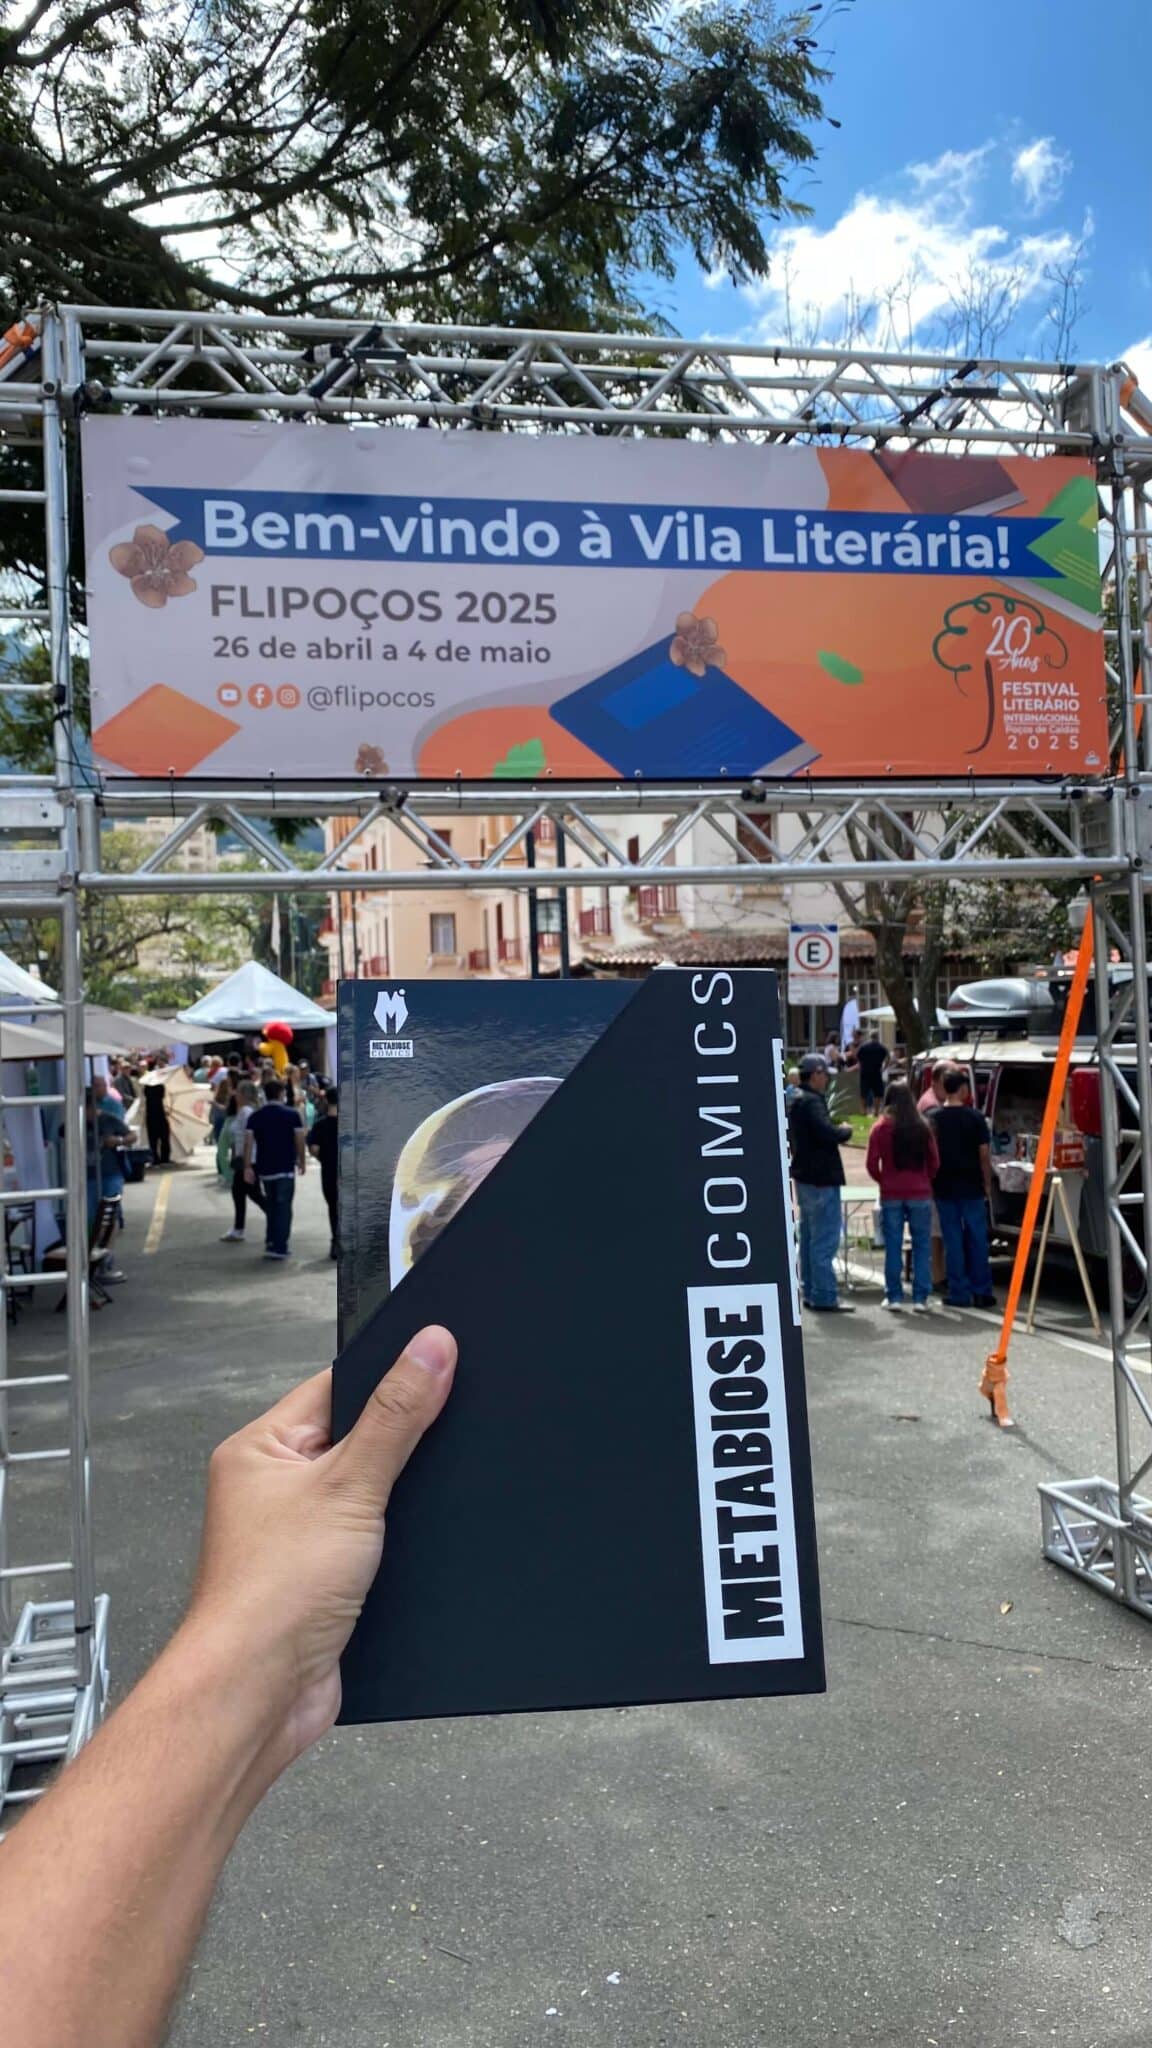 Bem-vindo à Vila Literária!
FLIPOÇOS 2025
26 de abril a 4 de maio
@flipocos
20
Anos
FESTIVAL
LITERÁRIO
INTERNACIONAL
Poços de Caldas
2025
E
METABIOSE
COMICS
METABIOSE COMICS